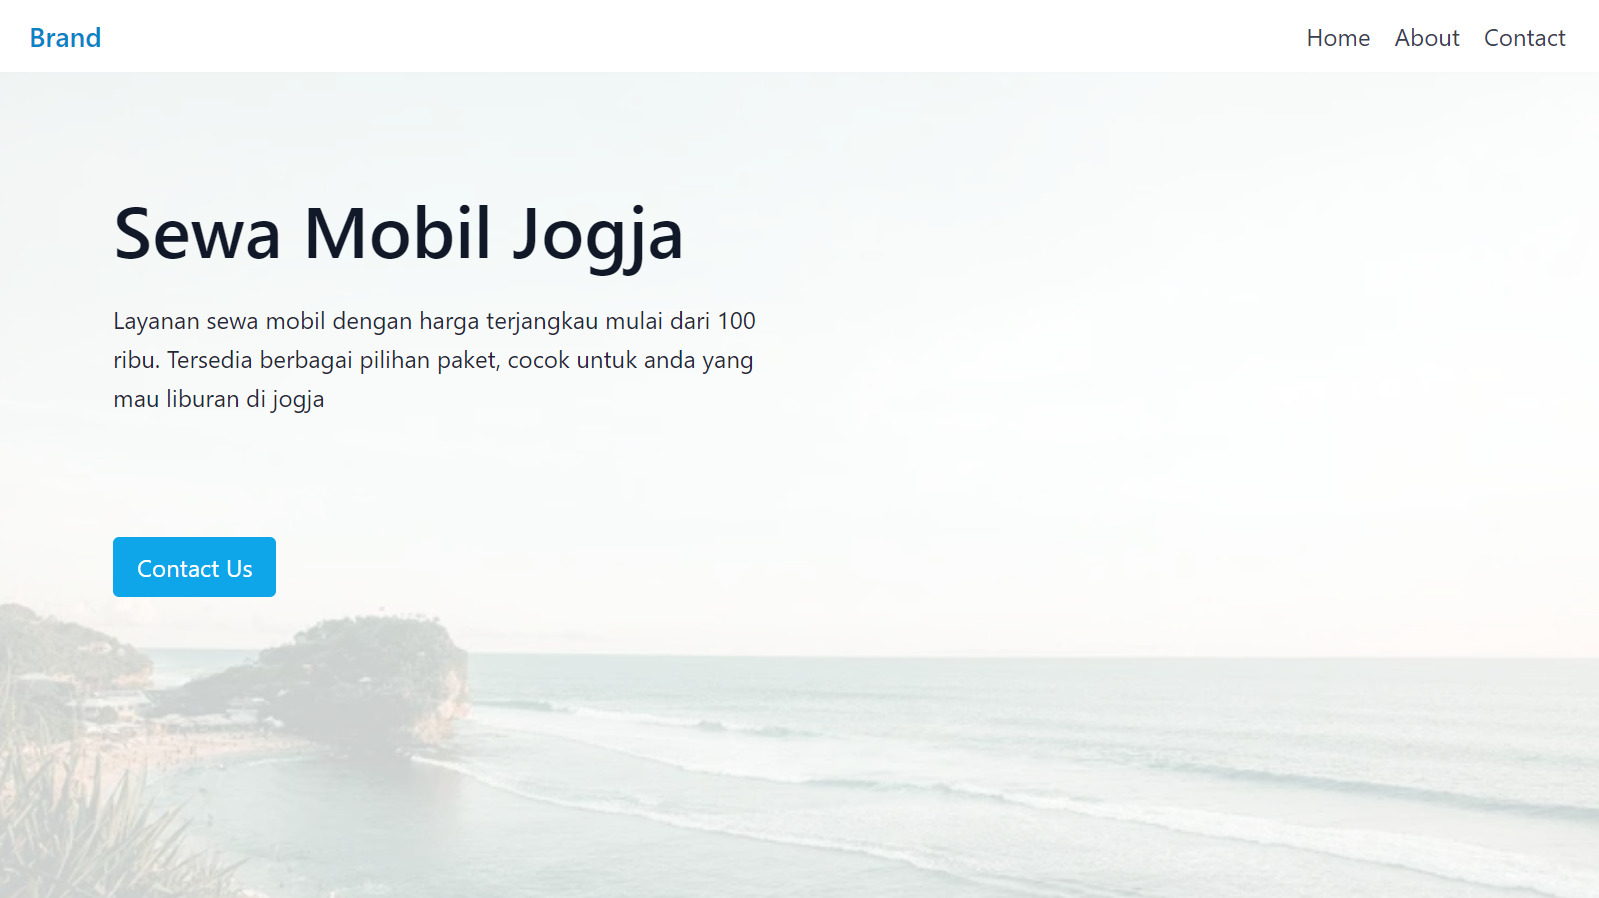 Brand
Home About Contact
Sewa Mobil Jogja
Layanan sewa mobil dengan harga terjangkau mulai dari 100
ribu. Tersedia berbagai pilihan paket, cocok untuk anda yang
mau liburan di jogja
Contact Us